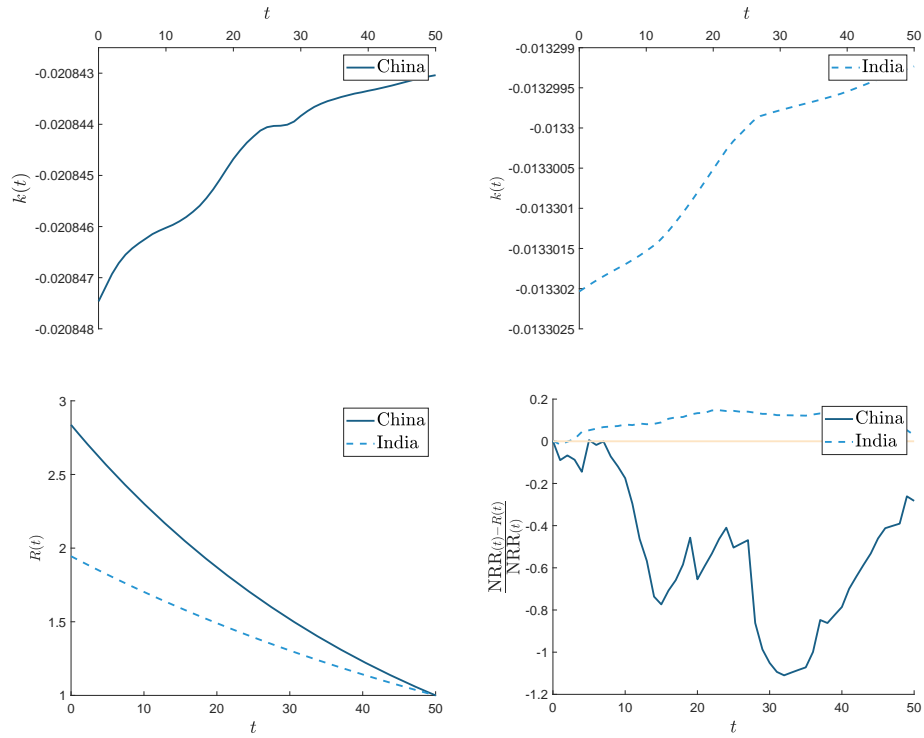 t
0 10 20 30 40 50
China
-0.020843
-0.020844
-0.020845
-0.020846
-0.020847
-0.020848
k(t)
t
0 10 20 30 40 50
India
-0.013299
-0.0132995
-0.0133
-0.0133005
-0.013301
-0.0133015
-0.013302
-0.0133025
k(t)
3
2.5
2
1.5
1
R(t)
China
India
0 10 20 30 40 50
t
0.2
0
-0.2
-0.4
-0.6
-0.8
-1
-1.2
NRR(t)−R(t)
NRR(t)
China
India
0 10 20 30 40 50
t